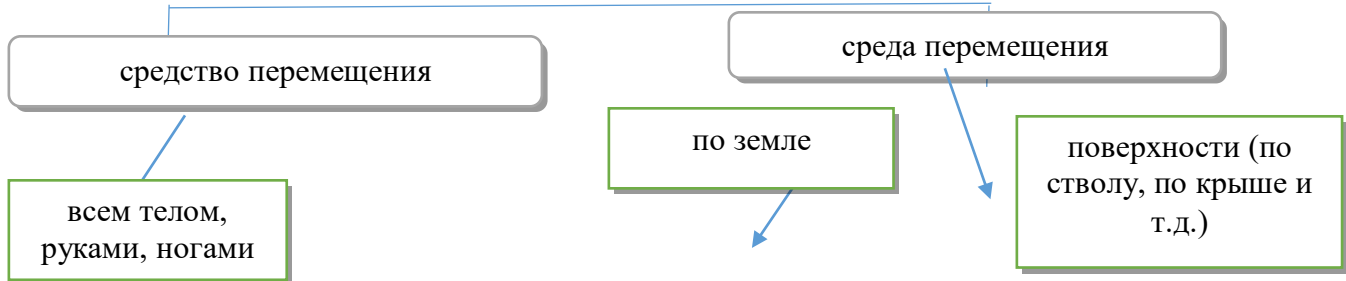 средство перемещения
среда перемещения
всем телом,
руками, ногами
по земле
поверхности (по
стволу, по крыше и
т.д.)